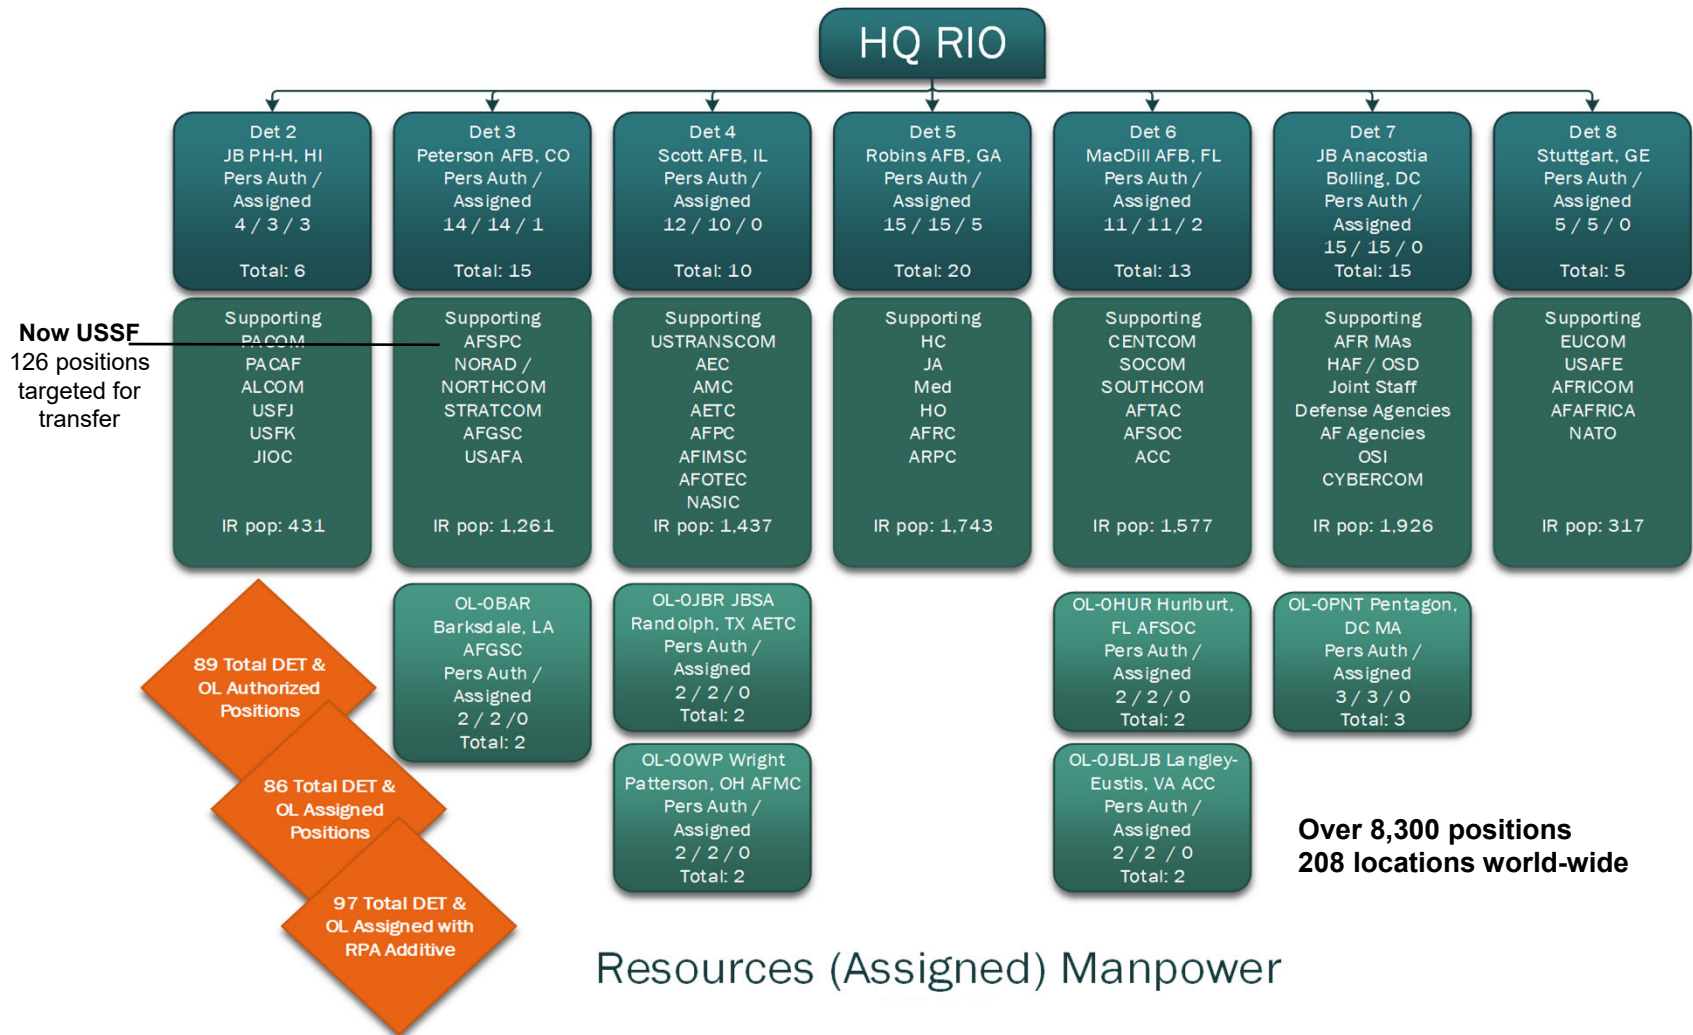 HQ RIO
Det 2
JB PH-H, HI
Pers Auth /
Assigned
4 / 3 / 3
Total: 6
Det 3
Peterson AFB, CO
Pers Auth /
Assigned
14 / 14 / 1
Total: 15
Det 4
Scott AFB, IL
Pers Auth /
Assigned
12 / 10 / 0
Total: 10
Det 5
Robins AFB, GA
Pers Auth /
Assigned
15 / 15 / 5
Total: 20
Det 6
MacDill AFB, FL
Pers Auth /
Assigned
11 / 11 / 2
Total: 13
Det 7
JB Anacostia
Bolling, DC
Pers Auth /
Assigned
15 / 15 / 0
Total: 15
Det 8
Stuttgart, GE
Pers Auth /
Assigned
5 / 5 / 0
Total: 5
Now USSF
126 positions
targeted for
transfer
Supporting
PACOM
PACAF
ALCOM
USFJ
USFK
JIOC
IR pop: 431
Supporting
AFSPC
NORAD /
NORTHCOM
STRATCOM
AFGSC
USAFA
IR pop: 1,261
Supporting
USTRANSCOM
AEC
AMC
AETC
AFPC
AFIMSC
AFOTEC
NASIC
IR pop: 1,437
Supporting
HC
JA
Med
HO
AFRC
ARPC
IR pop: 1,743
Supporting
CENTCOM
SOCOM
SOUTHCOM
AFTAC
AFSOC
ACC
IR pop: 1,577
Supporting
AFR MAs
HAF / OSD
Joint Staff
Defense Agencies
AF Agencies
OSI
CYBERCOM
IR pop: 1,926
Supporting
EUCOM
USAFE
AFRICOM
AFAFRICA
NATO
IR pop: 317
OL-0BAR
Barksdale, LA
AFGSC
Pers Auth /
Assigned
2 / 2 /0
Total: 2
OL-0JBR JBSA
Randolph, TX AETC
Pers Auth /
Assigned
2 / 2 / 0
Total: 2
OL-0HUR Hurlburt,
FL AFSOC
Pers Auth /
Assigned
2 / 2 / 0
Total: 2
OL-0PNT Pentagon,
DC MA
Pers Auth /
Assigned
3 / 3 / 0
Total: 3
OL-00WP Wright
Patterson, OH AFMC
Pers Auth /
Assigned
2 / 2 / 0
Total: 2
OL-0JBLJB Langley-
Eustis, VA ACC
Pers Auth /
Assigned
2 / 2 / 0
Total: 2
89 Total DET &
OL Authorized
Positions
86 Total DET &
OL Assigned
Positions
97 Total DET &
OL Assigned with
RPA Additive
Over 8,300 positions
208 locations world-wide
Resources (Assigned) Manpower